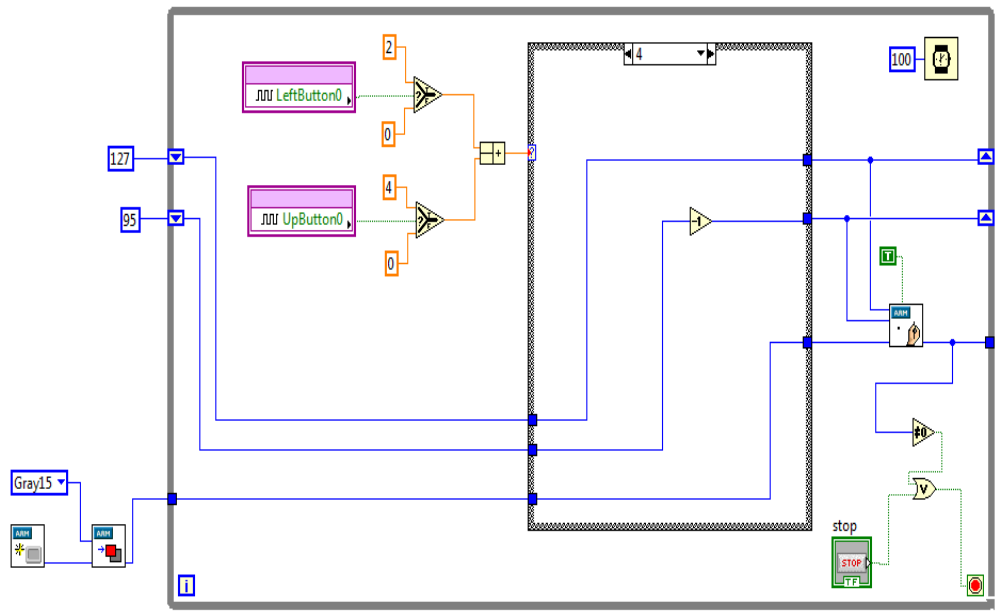 4
2
100
LeftButton0
?
T
F
0
127
+
?
4
UpButton0
95
?
T
F
-1
0
T
ARM
≠0
Gray15
V
stop
ARM
ARM
STOP
TF
i